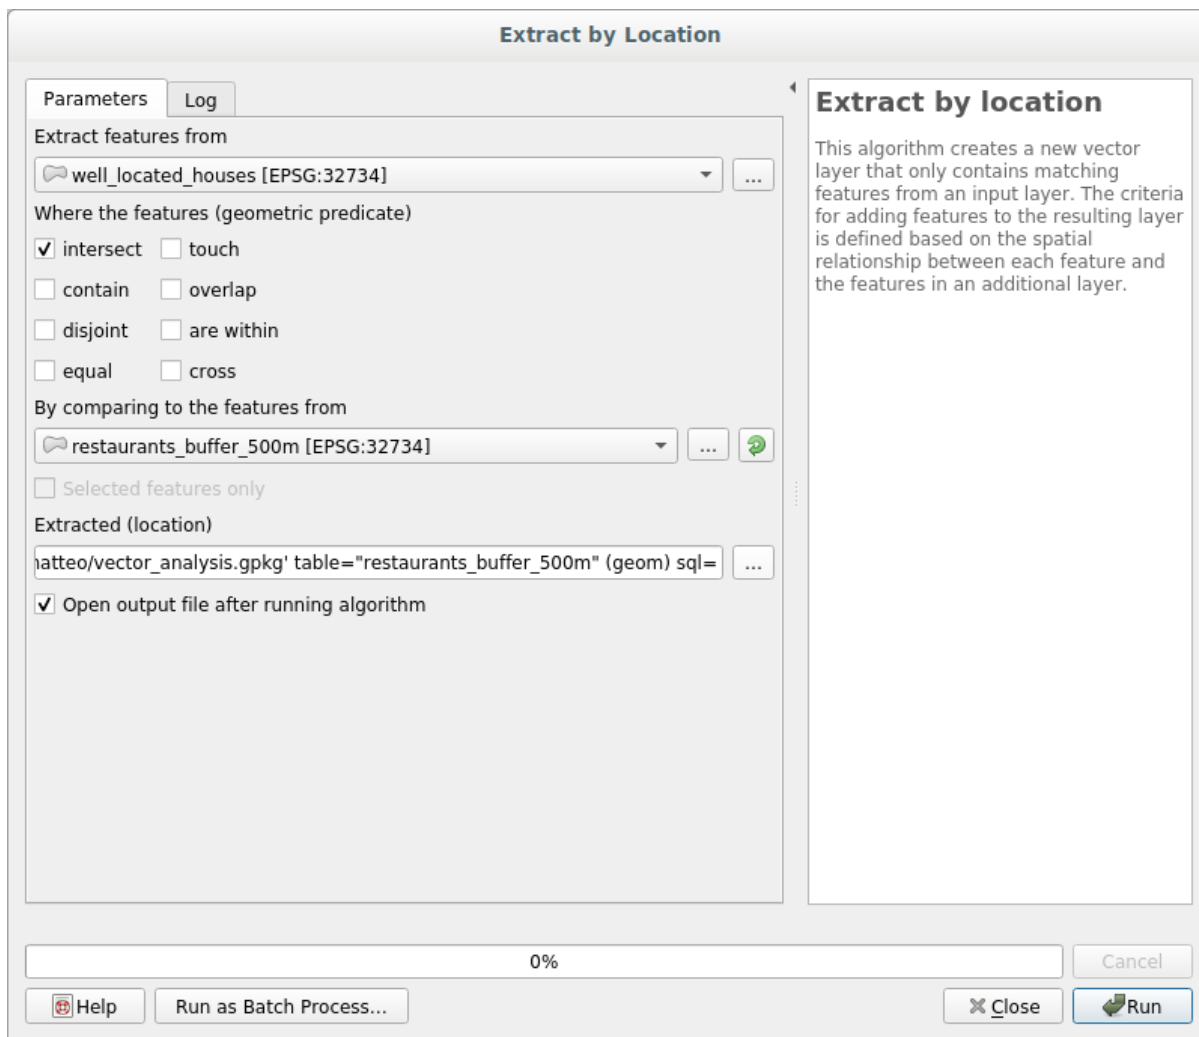 Extract by Location
Parameters
Log
Extract features from
well_located_houses [EPSG:32734]
...
Where the features (geometric predicate)
intersect
touch
contain
overlap
disjoint
are within
equal
cross
By comparing to the features from
restaurants_buffer_500m [EPSG:32734]
...
Selected features only
Extracted (location)
atteo/vector_analysis.gpkg' table="restaurants_buffer_500m" (geom) sql=
...
Open output file after running algorithm
Extract by location
This algorithm creates a new vector
layer that only contains matching
features from an input layer. The criteria
for adding features to the resulting layer
is defined based on the spatial
relationship between each feature and
the features in an additional layer.
0%
Cancel
Help
Run as Batch Process...
Close
Run